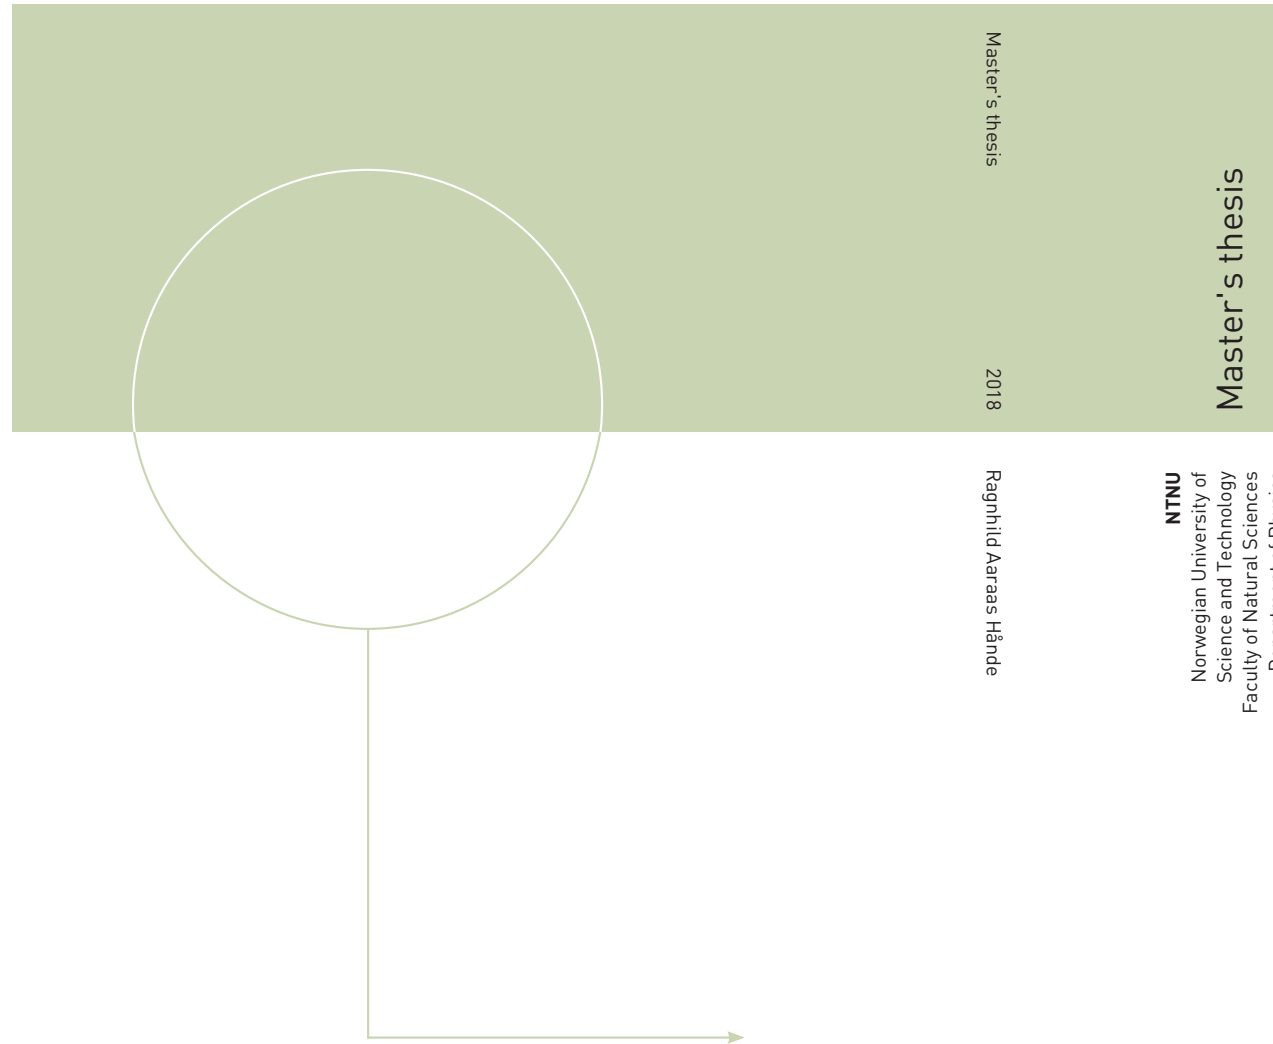 Master's thesis
2018
Ragnhild Aaraas Hånde
Master's thesis
NTNU
Norwegian University of
Science and Technology
Faculty of Natural Sciences